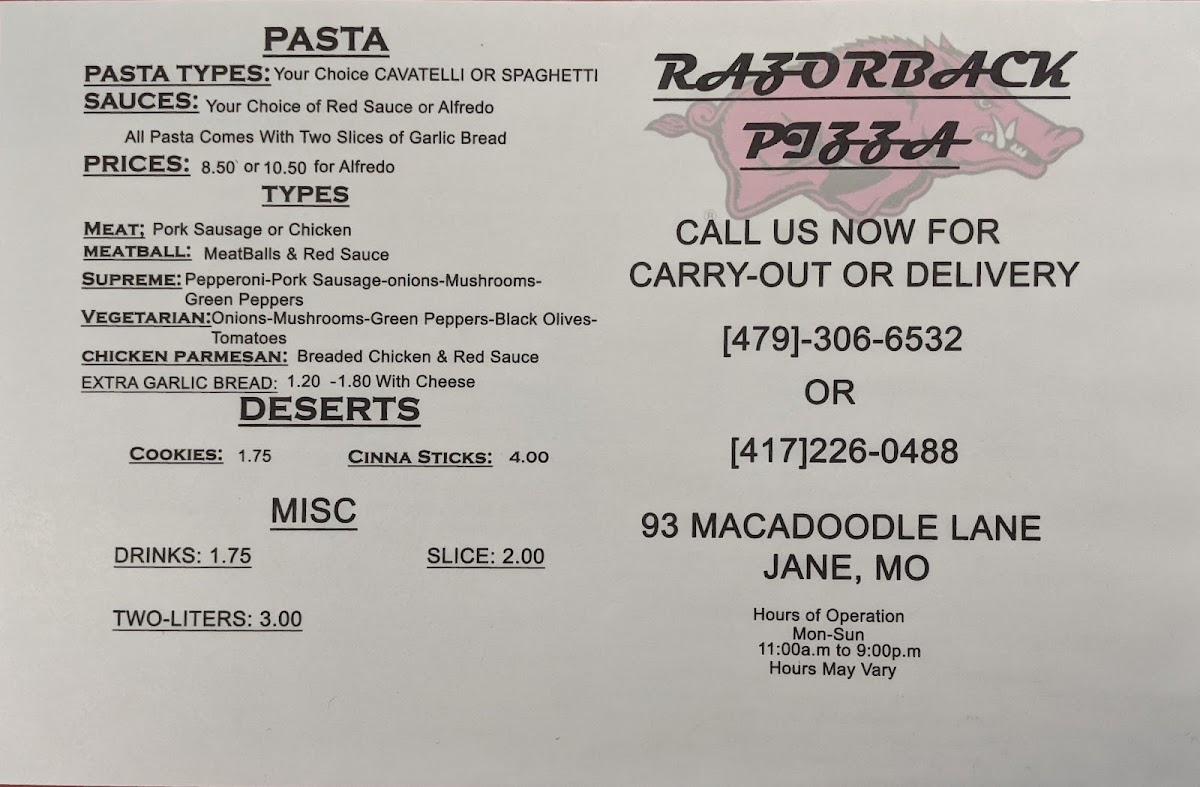 PASTA
PASTA TYPES: Your Choice CAVATELLI OR SPAGHETTI
SAUCES: Your Choice of Red Sauce or Alfredo
All Pasta Comes With Two Slices of Garlic Bread
PRICES: 8.50 or 10.50 for Alfredo
TYPES
MEAT; Pork Sausage or Chicken
MEATBALL: MeatBalls & Red Sauce
SUPREME: Pepperoni-Pork Sausage-onions-Mushrooms-
Green Peppers
VEGETARIAN:Onions-Mushrooms-Green Peppers-Black Olives-
Tomatoes
CHICKEN PARMESAN: Breaded Chicken & Red Sauce
EXTRA GARLIC BREAD: 1.20 -1.80 With Cheese
DESERTS
COOKIES: 1.75 CINNA STICKS: 4.00
MISC
DRINKS: 1.75 SLICE: 2.00
TWO-LITERS: 3.00
RAZORBACK
PIZZA
®
CALL US NOW FOR
CARRY-OUT OR DELIVERY
[479]-306-6532
OR
[417]226-0488
93 MACADOODLE LANE
JANE, MO
Hours of Operation
Mon-Sun
11:00a.m to 9:00p.m
Hours May Vary